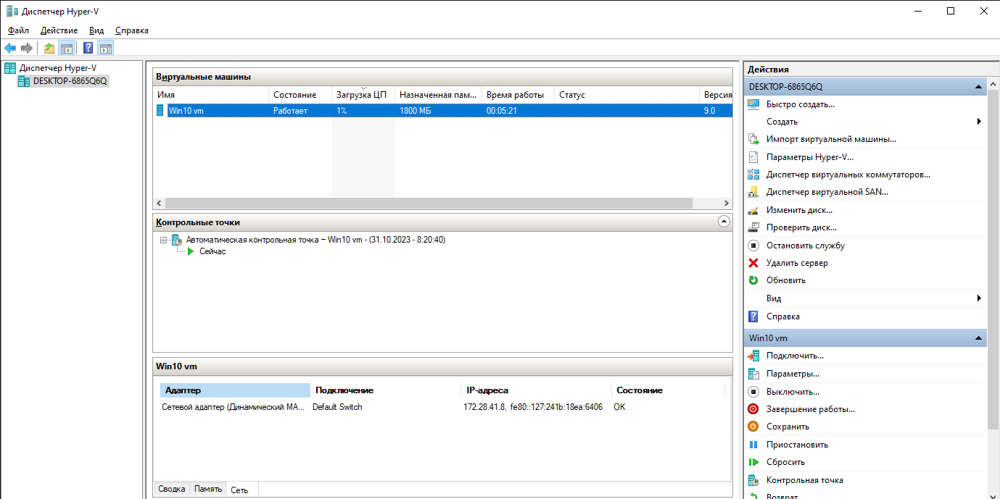 Диспетчер Hyper-V
Файл Действие Вид Справка
Диспетчер Hyper-V
DESKTOP-6865Q6Q
Виртуальные машины
Имя Состояние Загрузка ЦП Назначенная пам... Время работы Статус Версия
Win10 vm Работает 1% 1800 МБ 00:05:21 9.0
Контрольные точки
Автоматическая контрольная точка – Win10 vm - (31.10.2023 - 8:20:40)
Сейчас
Win10 vm
Адаптер Подключение IP-адреса Состояние
Сетевой адаптер (Динамический MA... Default Switch 172.28.41.8, fe80::127:241b:18ea:6406 OK
Сводка Память Сеть
Действия
DESKTOP-6865Q6Q
Быстро создать...
Создать
Импорт виртуальной машины...
Параметры Hyper-V...
Диспетчер виртуальных коммутаторов...
Диспетчер виртуальной SAN...
Изменить диск...
Проверить диск...
Остановить службу
Удалить сервер
Обновить
Вид
Справка
Win10 vm
Подключить...
Параметры...
Выключить...
Завершение работы...
Сохранить
Приостановить
Сбросить
Контрольная точка
Возврат